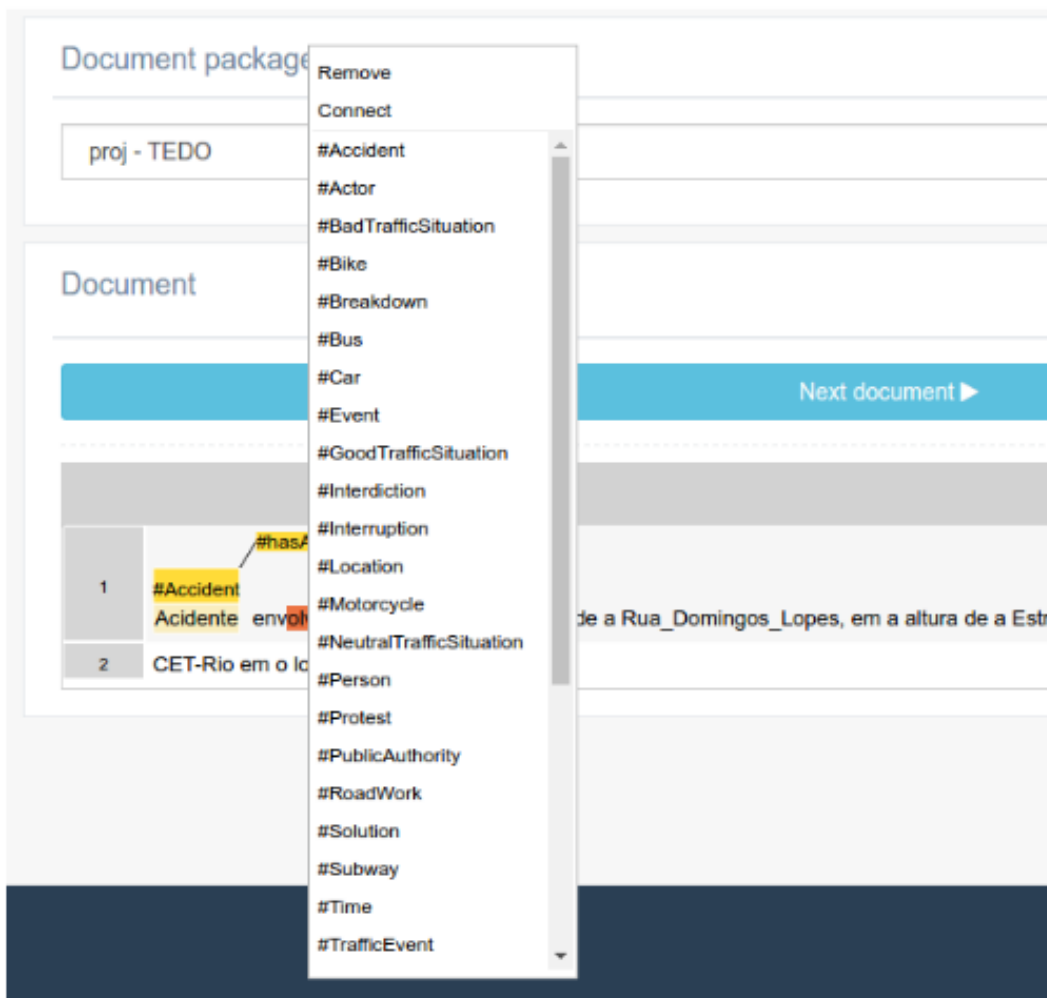 Document package
proj - TEDO
Remove
Connect
#Accident
#Actor
#BadTrafficSituation
#Bike
#Breakdown
#Bus
#Car
#Event
#GoodTrafficSituation
#Interdiction
#Interruption
#Location
#Motorcycle
#NeutralTrafficSituation
#Person
#Protest
#PublicAuthority
#RoadWork
#Solution
#Subway
#Time
#TrafficEvent
Document
Next document
#Accident
1
Acidente a Rua_Domingos_Lopes, em a altura de a
2 CET-Rio em o